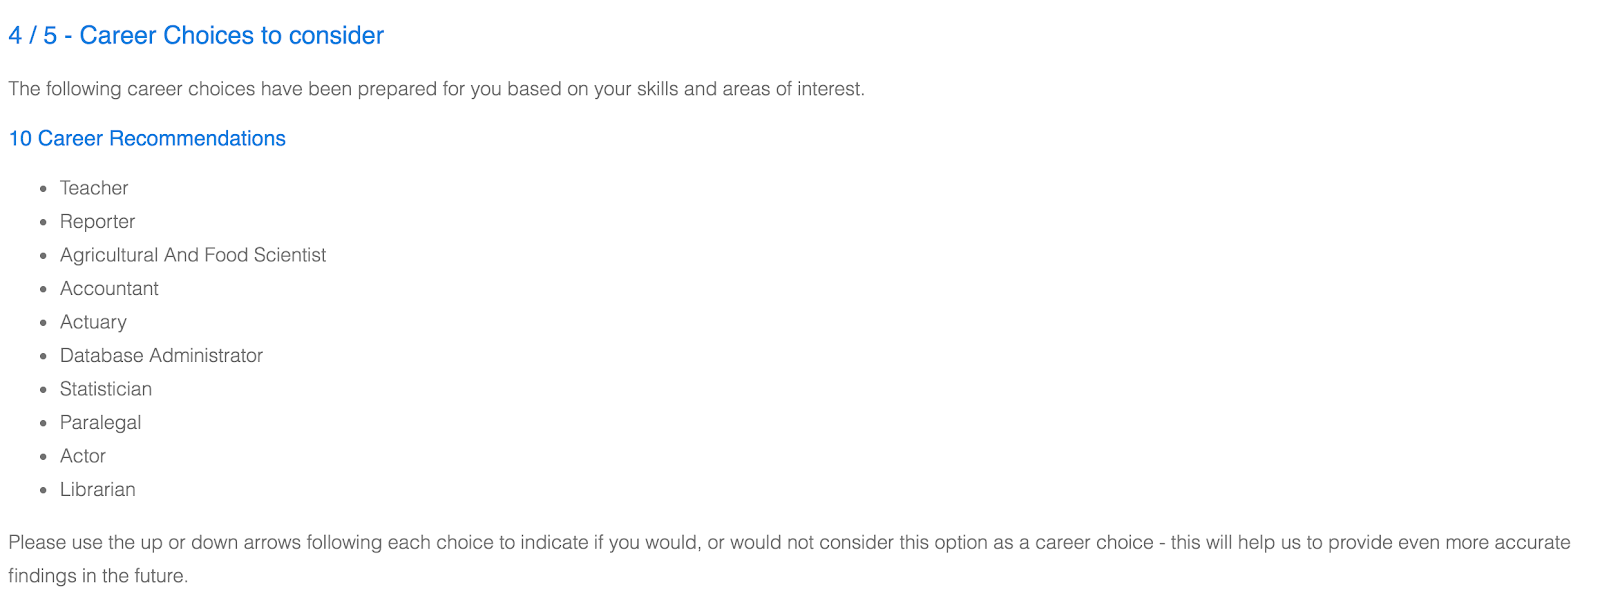 4 / 5 - Career Choices to consider
The following career choices have been prepared for you based on your skills and areas of interest.
10 Career Recommendations
• Teacher
• Reporter
• Agricultural And Food Scientist
• Accountant
• Actuary
• Database Administrator
• Statistician
• Paralegal
• Actor
• Librarian
Please use the up or down arrows following each choice to indicate if you would, or would not consider this option as a career choice - this will help us to provide even more accurate
findings in the future.